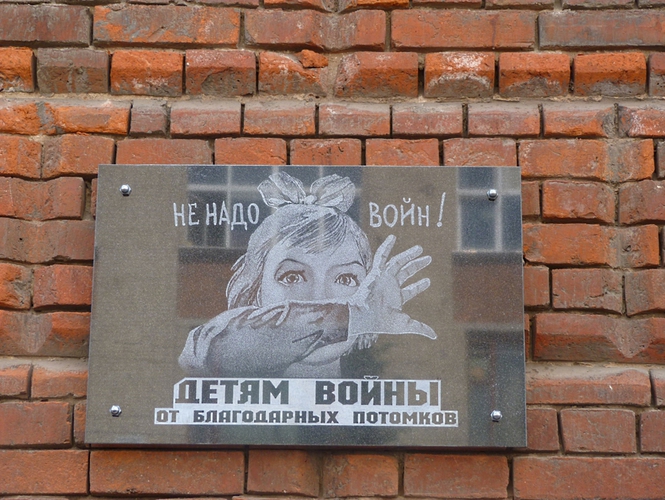 НЕ НАДО ВОЙН!
ДЕТЯМ ВОЙНЫ
ОТ БЛАГОДАРНЫХ ПОТОМКОВ